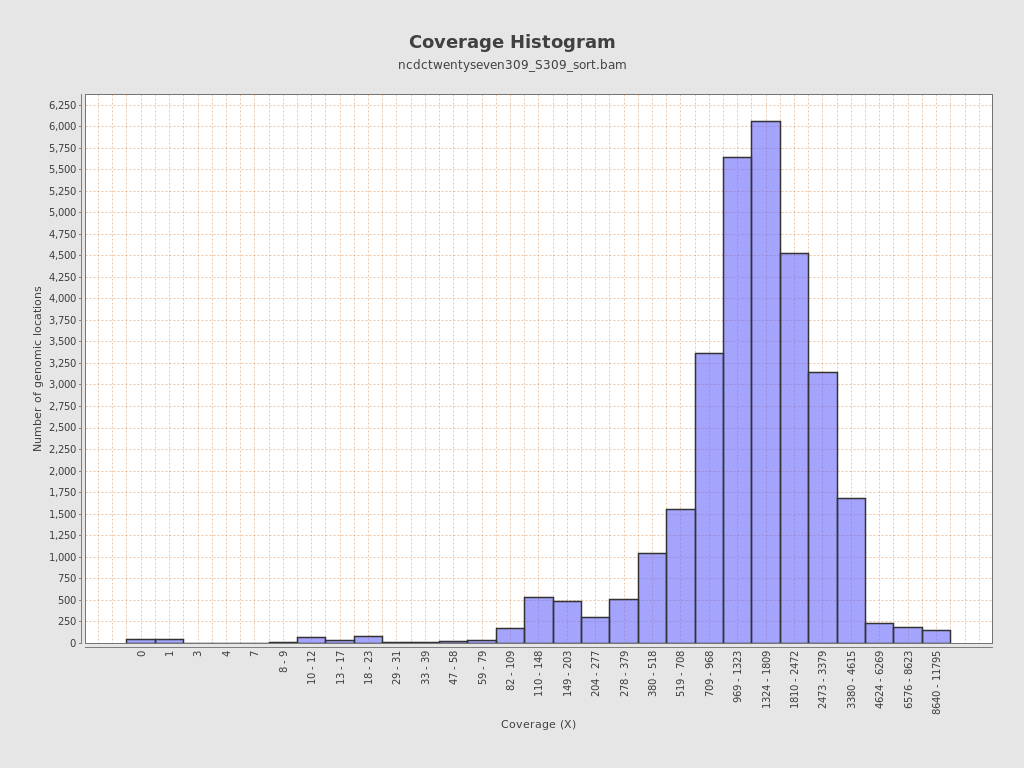 Coverage Histogram
ncdctwentyseven309_S309_sort.bam
Number of genomic locations
6,250
6,000
5,750
5,500
5,250
5,000
4,750
4,500
4,250
4,000
3,750
3,500
3,250
3,000
2,750
2,500
2,250
2,000
1,750
1,500
1,250
1,000
750
500
250
0
0
1
3
4
7
8 - 9
10 - 12
13 - 17
18 - 23
29 - 31
33 - 39
47 - 58
59 - 79
82 - 109
110 - 148
149 - 203
204 - 277
278 - 379
380 - 518
519 - 708
709 - 968
969 - 1323
1324 - 1809
1810 - 2472
2473 - 3379
3380 - 4615
4624 - 6269
6576 - 8623
8640 - 11795
Coverage (X)